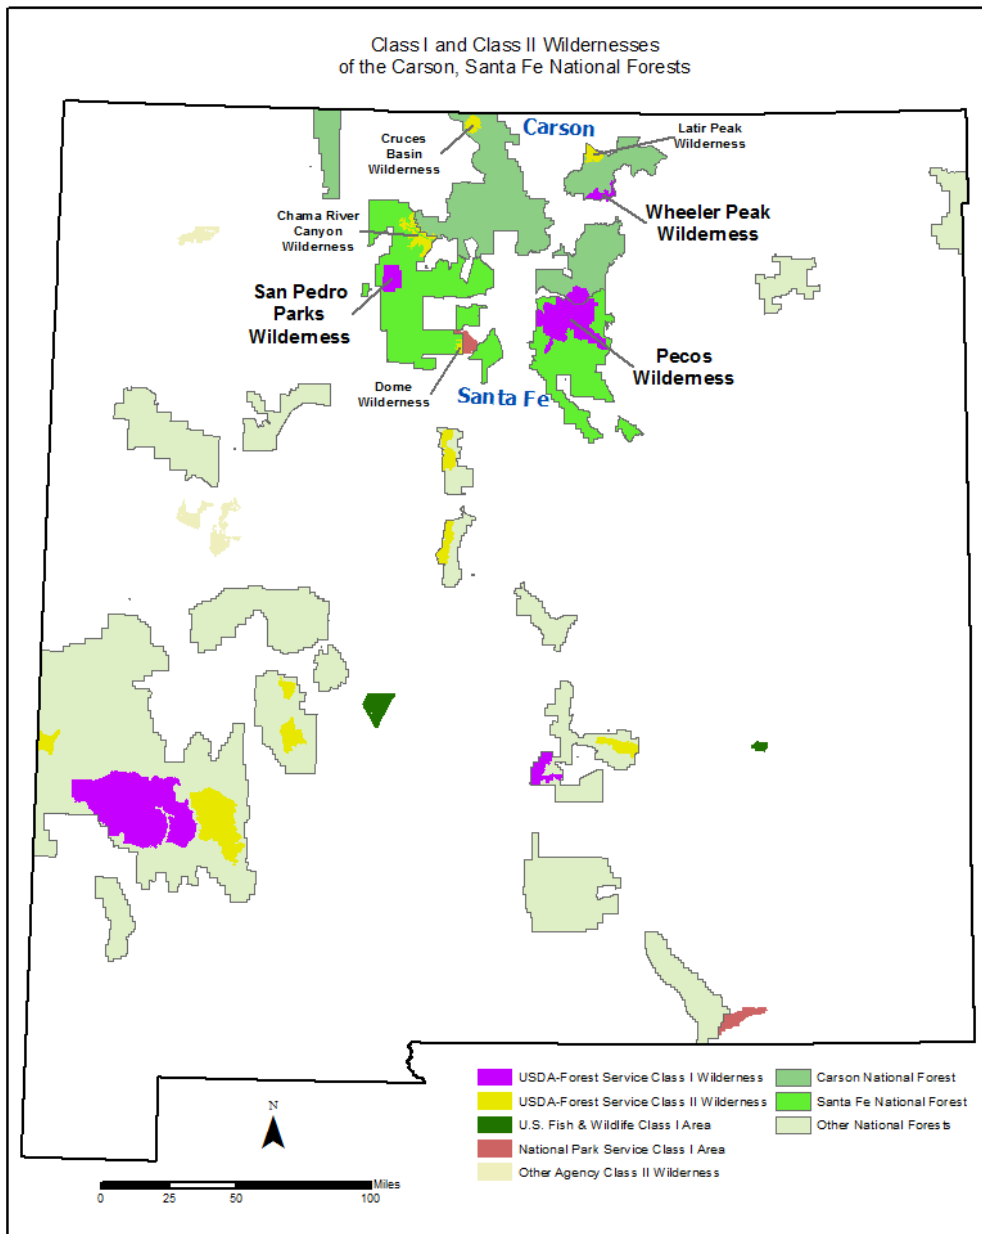 Class I and Class II Wildernesses
of the Carson, Santa Fe National Forests
Carson
Cruces
Basin
Wilderness
Latir Peak
Wilderness
Wheeler Peak
Wilderness
Chama River
Canyon
Wilderness
San Pedro
Parks
Wilderness
Pecos
Wilderness
Dome
Wilderness
Santa Fe
USDA-Forest Service Class I Wilderness
USDA-Forest Service Class II Wilderness
U.S. Fish & Wildlife Class I Area
National Park Service Class I Area
Other Agency Class II Wilderness
Carson National Forest
Santa Fe National Forest
Other National Forests
N
Miles
0 25 50 100